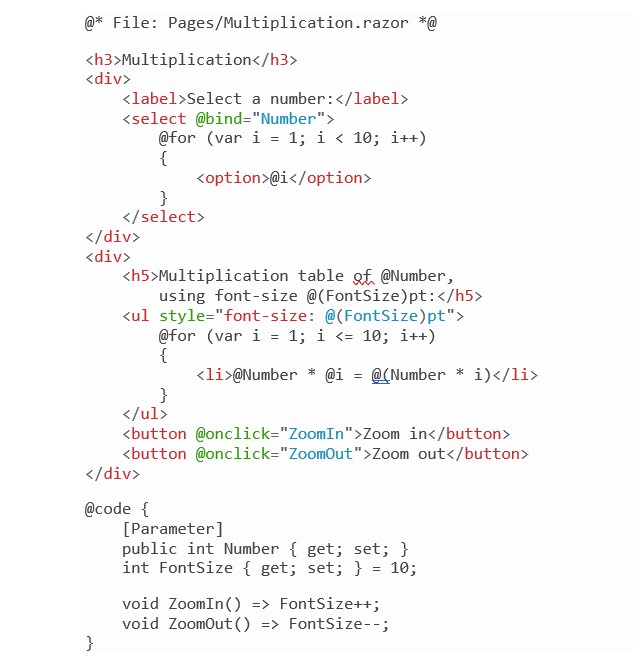 @* File: Pages/Multiplication.razor *@

<h3>Multiplication</h3>
<div>
    <label>Select a number:</label>
    <select @bind="Number">
        @for (var i = 1; i < 10; i++)
        {
            <option>@i</option>
        }
    </select>
</div>
<div>
    <h5>Multiplication table of @Number,
        using font-size @(FontSize)pt:</h5>
    <ul style="font-size: @(FontSize)pt">
        @for (var i = 1; i <= 10; i++)
        {
            <li>@Number * @i = @(Number * i)</li>
        }
    </ul>
    <button @onclick="ZoomIn">Zoom in</button>
    <button @onclick="ZoomOut">Zoom out</button>
</div>

@code {
    [Parameter]
    public int Number { get; set; }
    int FontSize { get; set; } = 10;

    void ZoomIn() => FontSize++;
    void ZoomOut() => FontSize--;
}